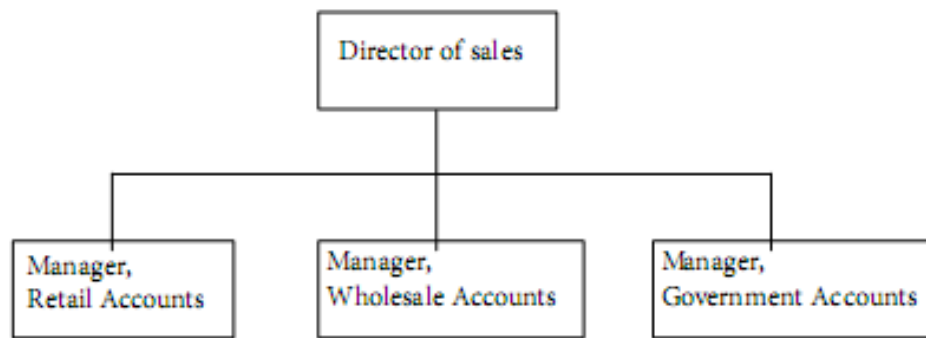 Director of sales
Manager,
Retail Accounts
Manager,
Wholesale Accounts
Manager,
Government Accounts